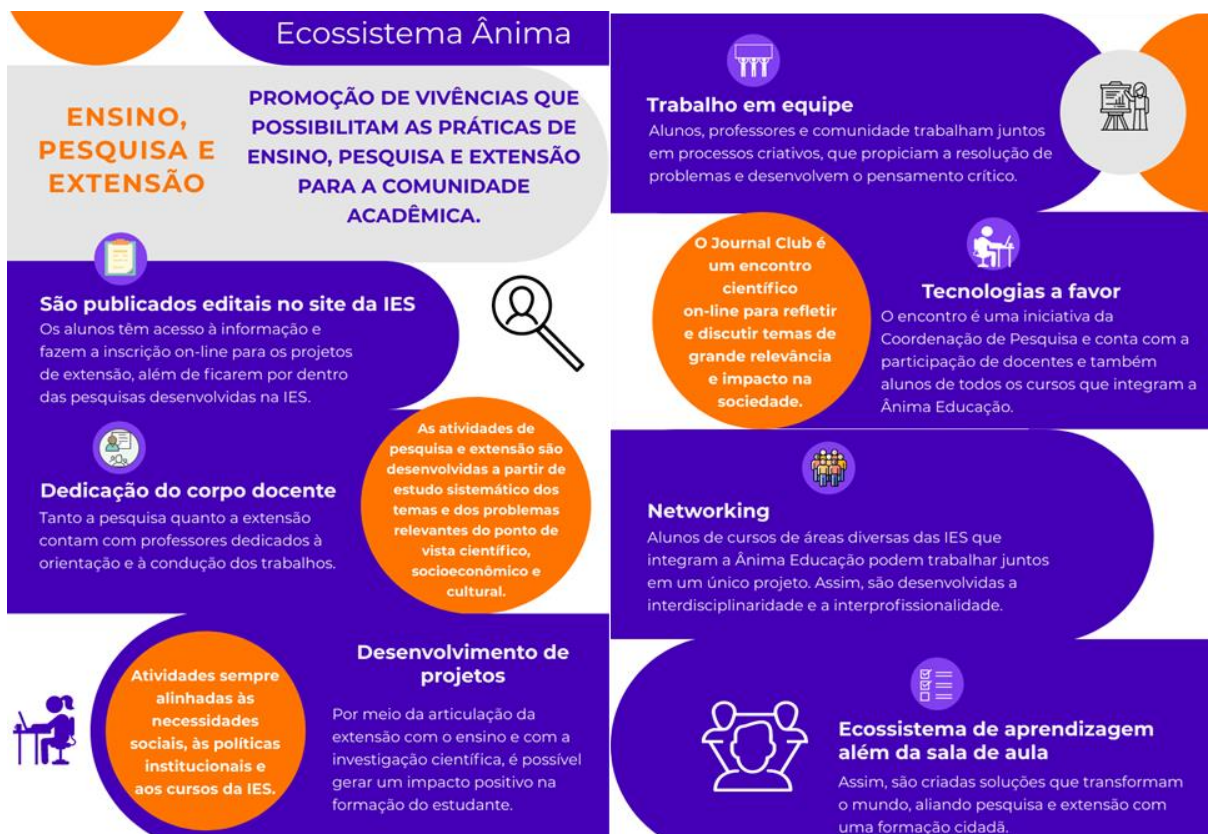 Ecossistema Ânima
ENSINO,
PESQUISA E
EXTENSÃO
PROMOÇÃO DE VIVÊNCIAS QUE
POSSIBILITAM AS PRÁTICAS DE
ENSINO, PESQUISA E EXTENSÃO
PARA A COMUNIDADE
ACADÊMICA.
São publicados editais no site da IES
Os alunos têm acesso à informação e
fazem a inscrição on-line para os projetos
de extensão, além de ficarem por dentro
das pesquisas desenvolvidas na IES.
Dedicação do corpo docente
Tanto a pesquisa quanto a extensão
contam com professores dedicados à
orientação e à condução dos trabalhos.
As atividades de
pesquisa e extensão são
desenvolvidas a partir de
estudo sistemático dos
temas e dos problemas
relevantes do ponto de
vista científico,
socioeconômico e
cultural.
Atividades sempre
alinhadas às
necessidades
sociais, às políticas
institucionais e
aos cursos da IES.
Desenvolvimento de
projetos
Por meio da articulação da
extensão com o ensino e com a
investigação científica, é possível
gerar um impacto positivo na
formação do estudante.
Trabalho em equipe
Alunos, professores e comunidade trabalham juntos
em processos criativos, que propiciam a resolução de
problemas e desenvolvem o pensamento crítico.
O Journal Club é
um encontro
científico
on-line para refletir
e discutir temas de
grande relevância
e impacto na
sociedade.
Tecnologias a favor
O encontro é uma iniciativa da
Coordenação de Pesquisa e conta com a
participação de docentes e também
alunos de todos os cursos que integram a
Ânima Educação.
Networking
Alunos de cursos de áreas diversas das IES que
integram a Ânima Educação podem trabalhar juntos
em um único projeto. Assim, são desenvolvidas a
interdisciplinaridade e a interprofissionalidade.
Ecossistema de aprendizagem
além da sala de aula
Assim, são criadas soluções que transformam
o mundo, aliando pesquisa e extensão com
uma formação cidadã.